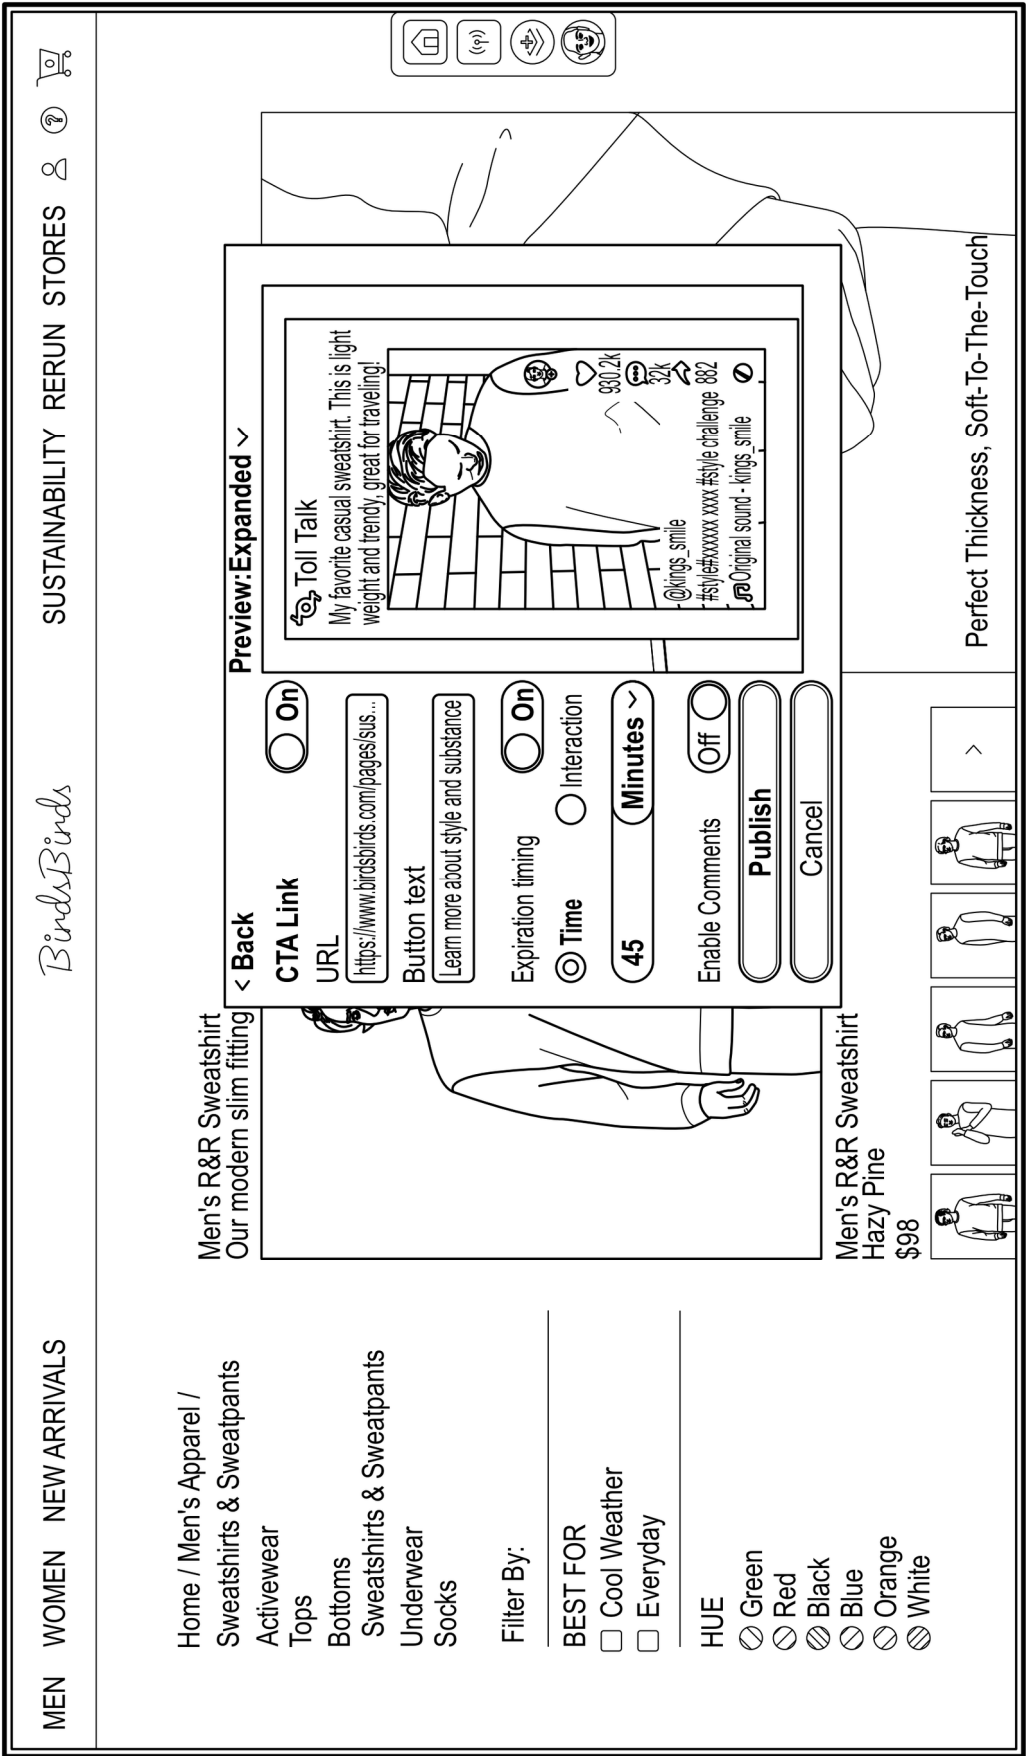 MEN WOMEN NEW ARRIVALS
BirdsBirds
SUSTAINABILITY RERUN STORES
?
Home / Men's Apparel /
Sweatshirts & Sweatpants
Activewear
Tops
Bottoms
Sweatshirts & Sweatpants
Underwear
Socks
Filter By:
BEST FOR
Cool Weather
Everyday
HUE
Green
Red
Black
Blue
Orange
White
Men's R&R Sweatshirt
Our modern slim fitting
< Back
CTA Link On
URL
https://www.birdsbirds.com/pages/sus...
Button text
Learn more about style and substance
Expiration timing On
Time Interaction
45 Minutes
Enable Comments Off
Publish
Cancel
Preview:Expanded
Toll Talk
My favorite casual sweatshirt. This is light
weight and trendy, great for traveling!
930.2k
32k
882
@kings_smile
#style#xxxxxx xxxx #style challenge
Original sound - kings_smile
Men's R&R Sweatshirt
Hazy Pine
$98
>
Perfect Thickness, Soft-To-The-Touch